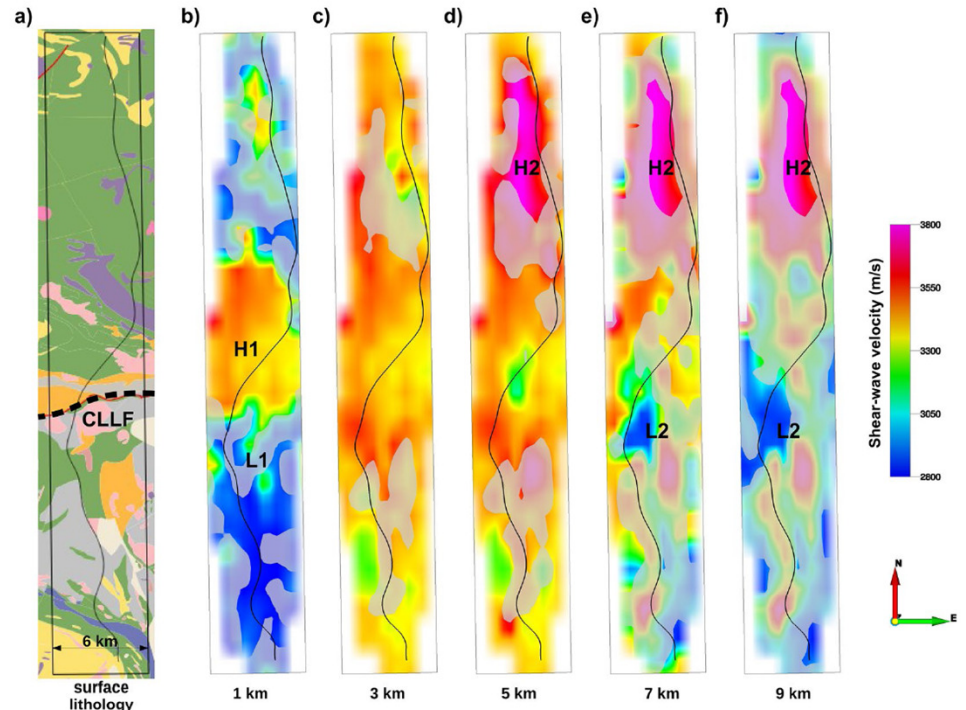 a)
b)
c)
d)
e)
f)
H2
H2
H2
H1
CLLF
L1
L2
L2
3800
3550
3300
3050
2800
Shear-wave velocity (m/s)
N
E
6 km
surface
lithology
1 km
3 km
5 km
7 km
9 km